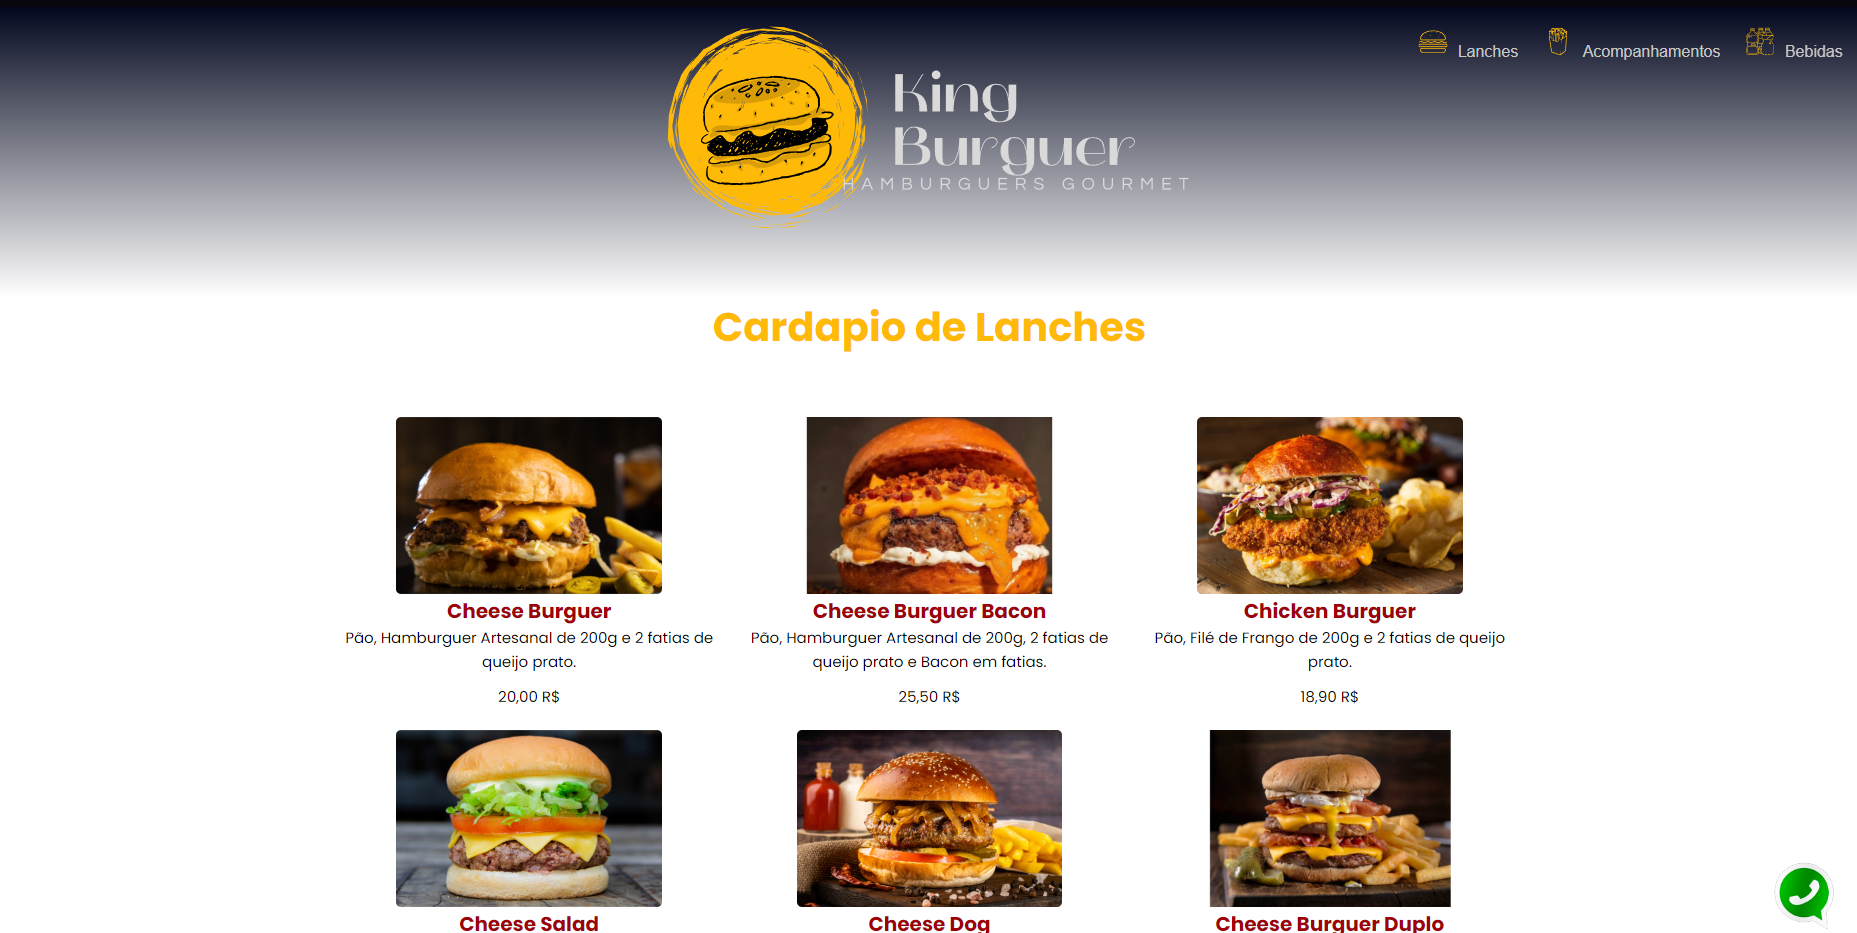 Lanches
Acompanhamentos
Bebidas
King
Burguer
HAMBURGUERS GOURMET
Cardapio de Lanches
Cheese Burguer
Pão, Hamburguer Artesanal de 200g e 2 fatias de
queijo prato.
20,00 R$
Cheese Burguer Bacon
Pão, Hamburguer Artesanal de 200g, 2 fatias de
queijo prato e Bacon em fatias.
25,50 R$
Chicken Burguer
Pão, Filé de Frango de 200g e 2 fatias de queijo
prato.
18,90 R$
Cheese Salad
Cheese Dog
Cheese Burguer Duplo